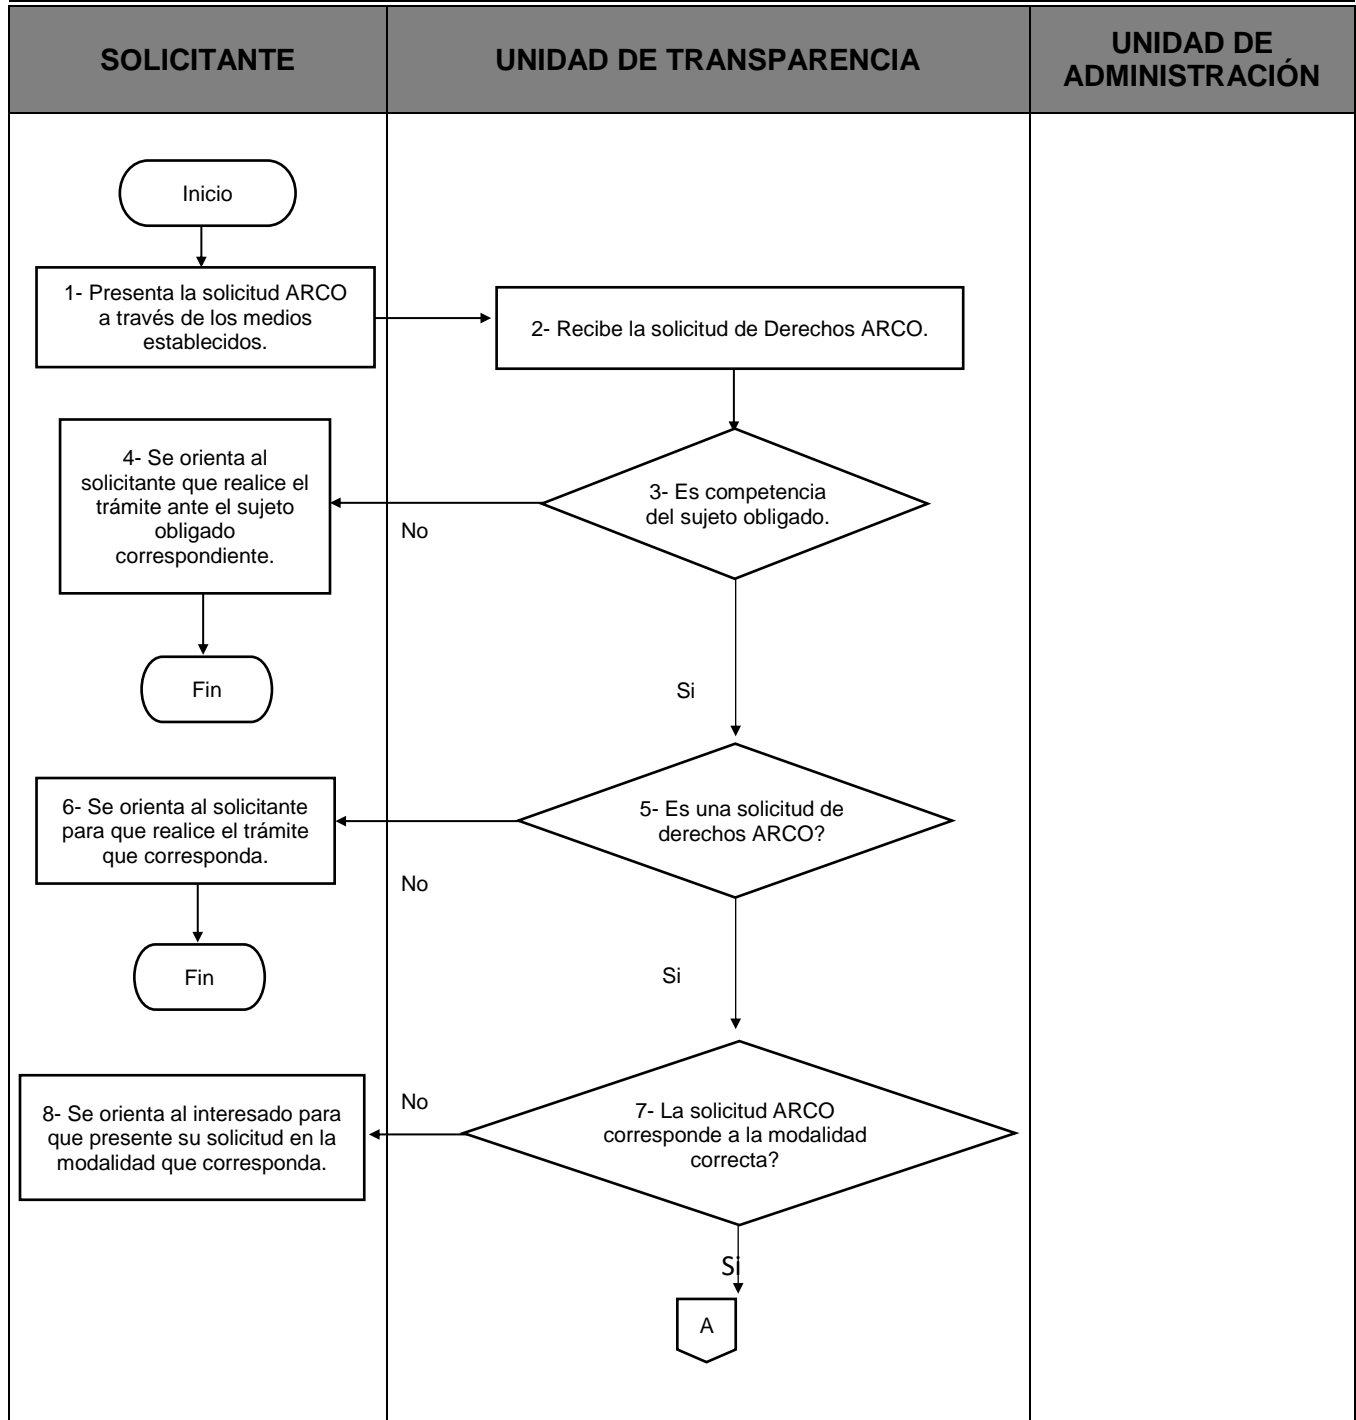 SOLICITANTE
UNIDAD DE TRANSPARENCIA
UNIDAD DE
ADMINISTRACIÓN
Inicio
1- Presenta la solicitud ARCO
a través de los medios
establecidos.
2- Recibe la solicitud de Derechos ARCO.
3- Es competencia
del sujeto obligado.
No
4- Se orienta al
solicitante que realice el
trámite ante el sujeto
obligado
correspondiente.
Fin
Si
5- Es una solicitud de
derechos ARCO?
No
6- Se orienta al solicitante
para que realice el trámite
que corresponda.
Fin
Si
7- La solicitud ARCO
corresponde a la modalidad
correcta?
No
8- Se orienta al interesado para
que presente su solicitud en la
modalidad que corresponda.
Si
A